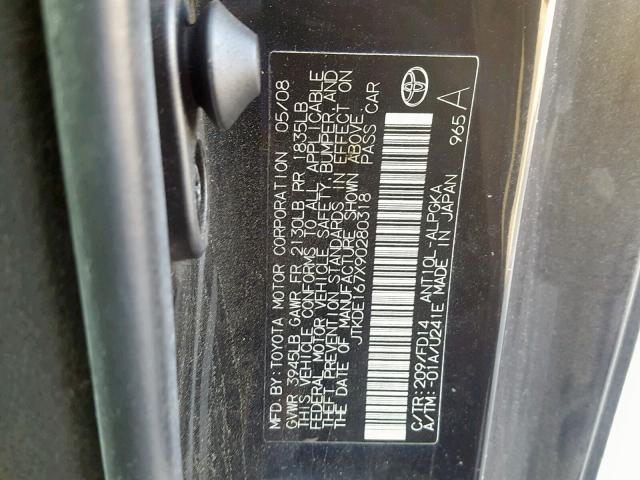 MFD.BY:TOYOTA MOTOR CORPORATION 05/08
GVWR 3945LB GAWR FR 2130LB RR 1835LB
THIS VEHICLE CONFORMS TO ALL APPLICABLE
FEDERAL MOTOR VEHICLE SAFETY, BUMPER, AND
THEFT PREVENTION STANDARDS IN EFFECT ON
THE DATE OF MANUFACTURE SHOWN ABOVE.
JTKDE167X90280318 PASS CAR
C/TR:209/FD14 ANT10L-ALPGKA
A/TM:-01A/U241E MADE IN JAPAN
965 A